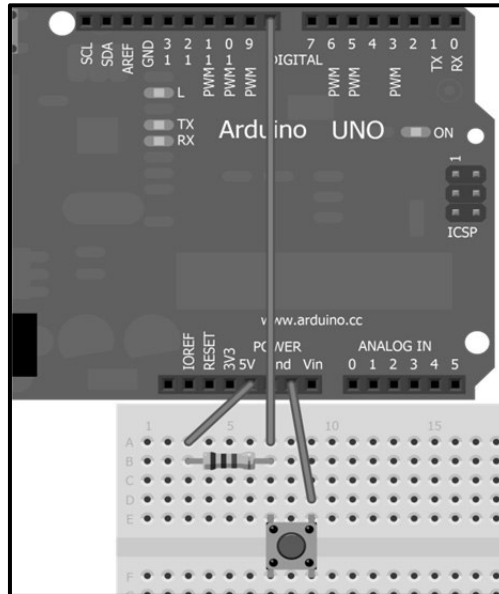 SCL
SDA
AREF
GND
13
12
PWM 11
PWM 10
PWM 9
DIGITAL
7
PWM 6
PWM 5
4
PWM 3
2
TX 1
RX 0
L
TX
RX
Arduino UNO
ON
1
ICSP
www.arduino.cc
POWER
ANALOG IN
IOREF
RESET
3V3
5V
nd
Vin
0 1 2 3 4 5
1 5 10 15
A
B
C
D
E
F